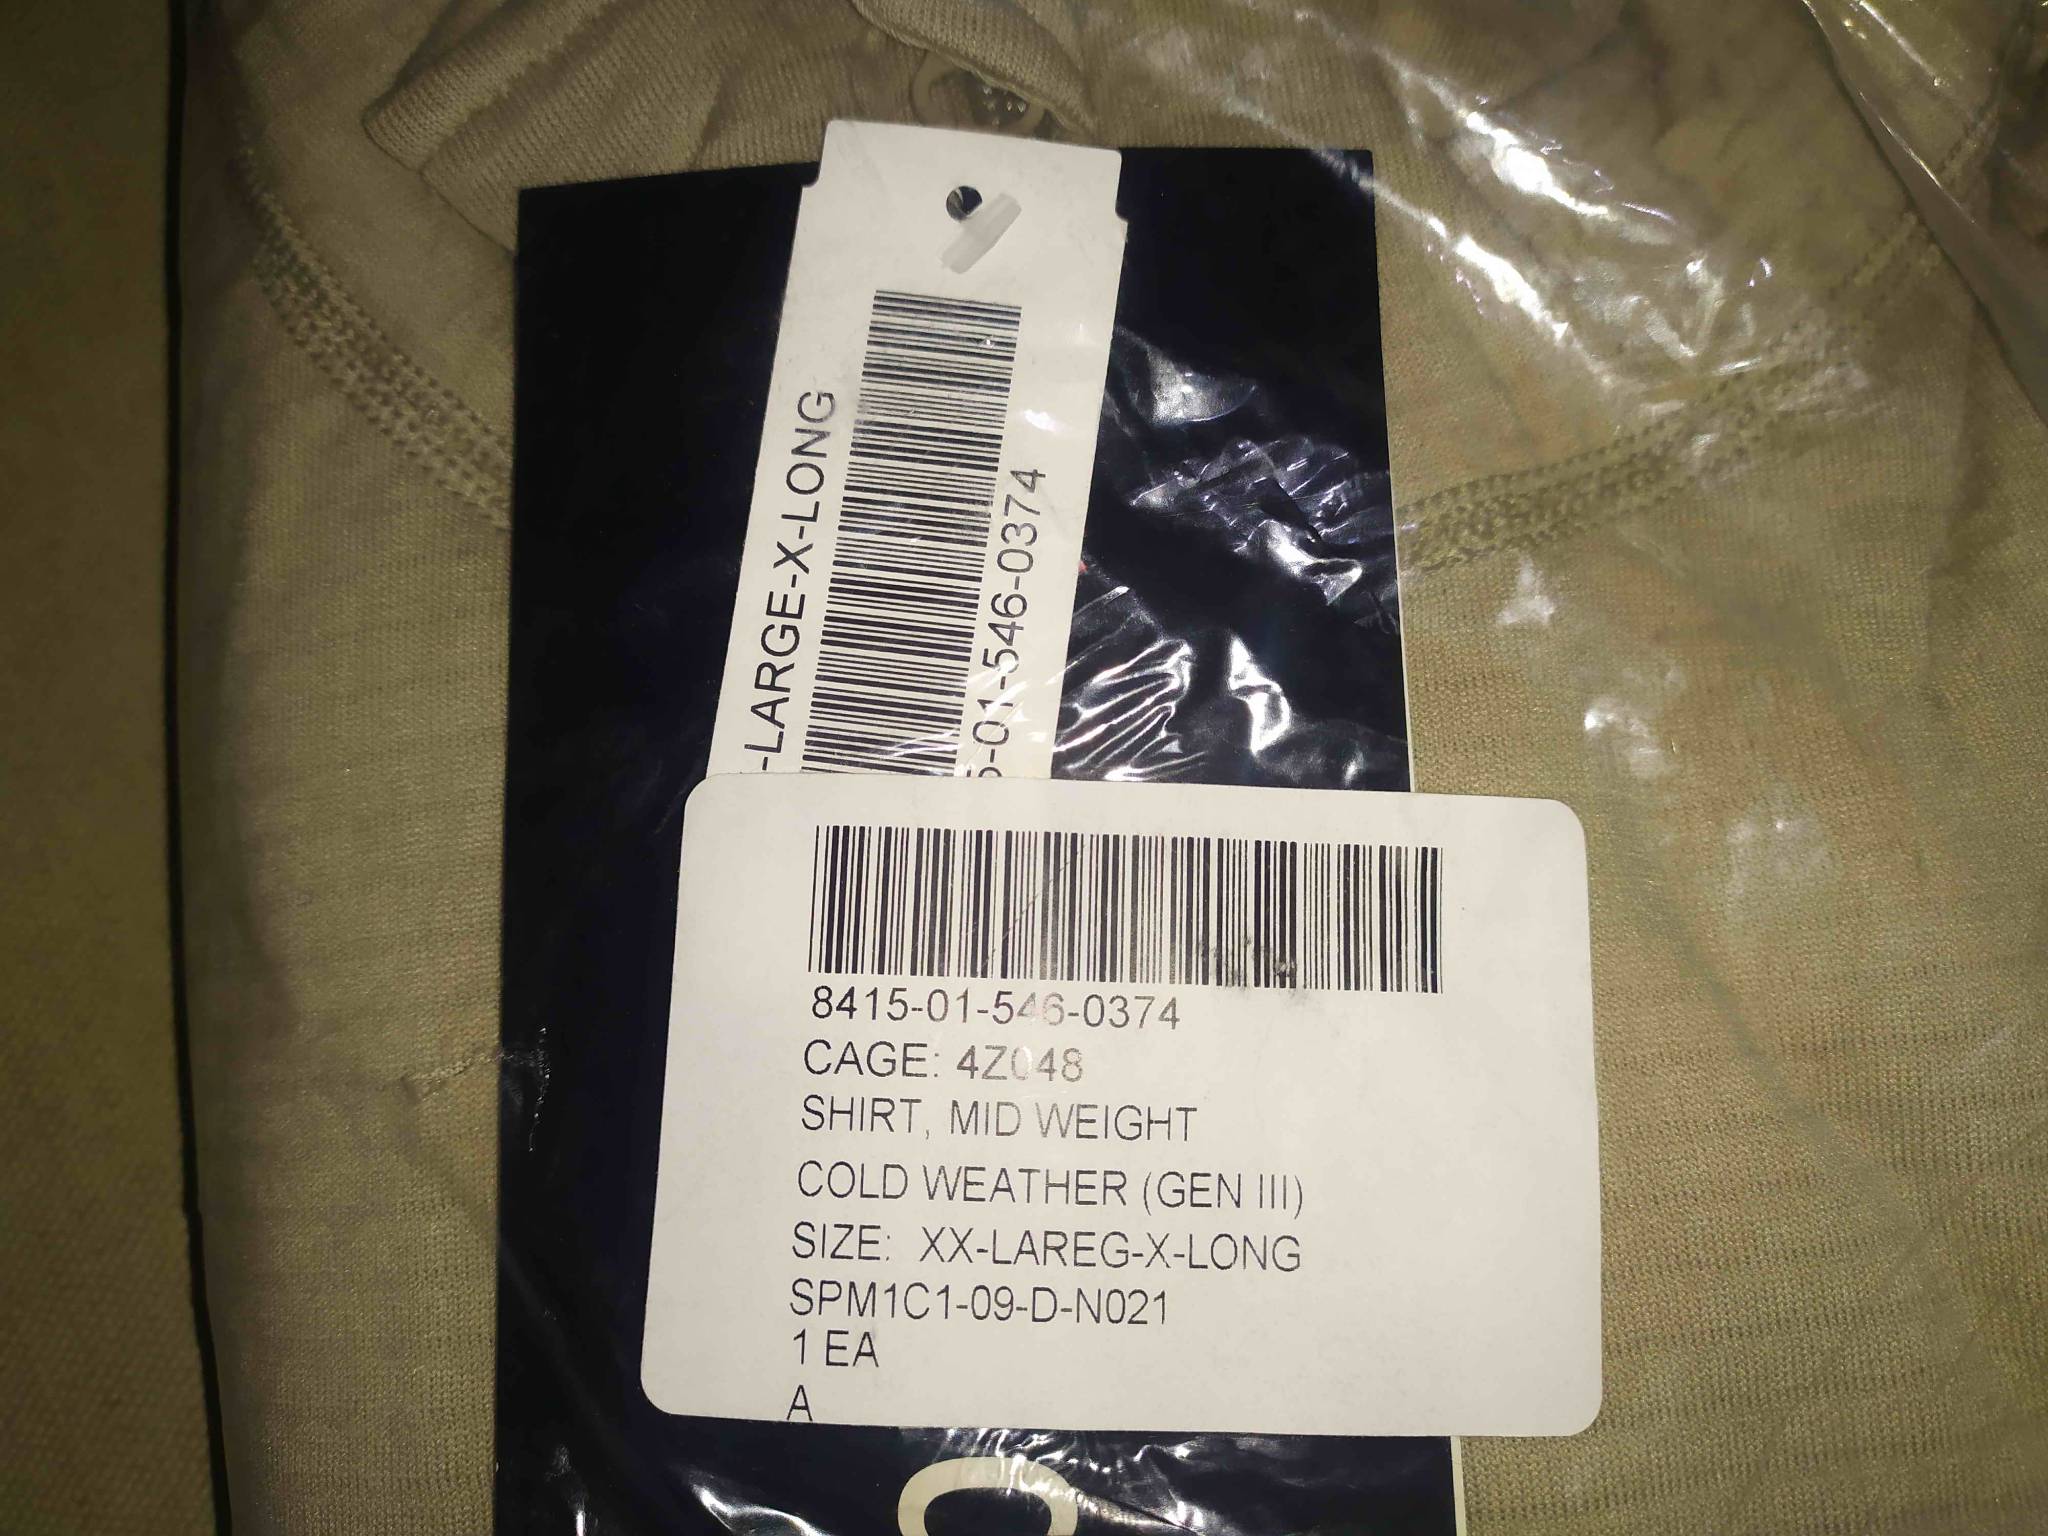 -LARGE-X-LONG
5-01-546-0374
8415-01-546-0374
CAGE: 4Z048
SHIRT, MID WEIGHT
COLD WEATHER (GEN III)
SIZE: XX-LAREG-X-LONG
SPM1C1-09-D-N021
1 EA
A